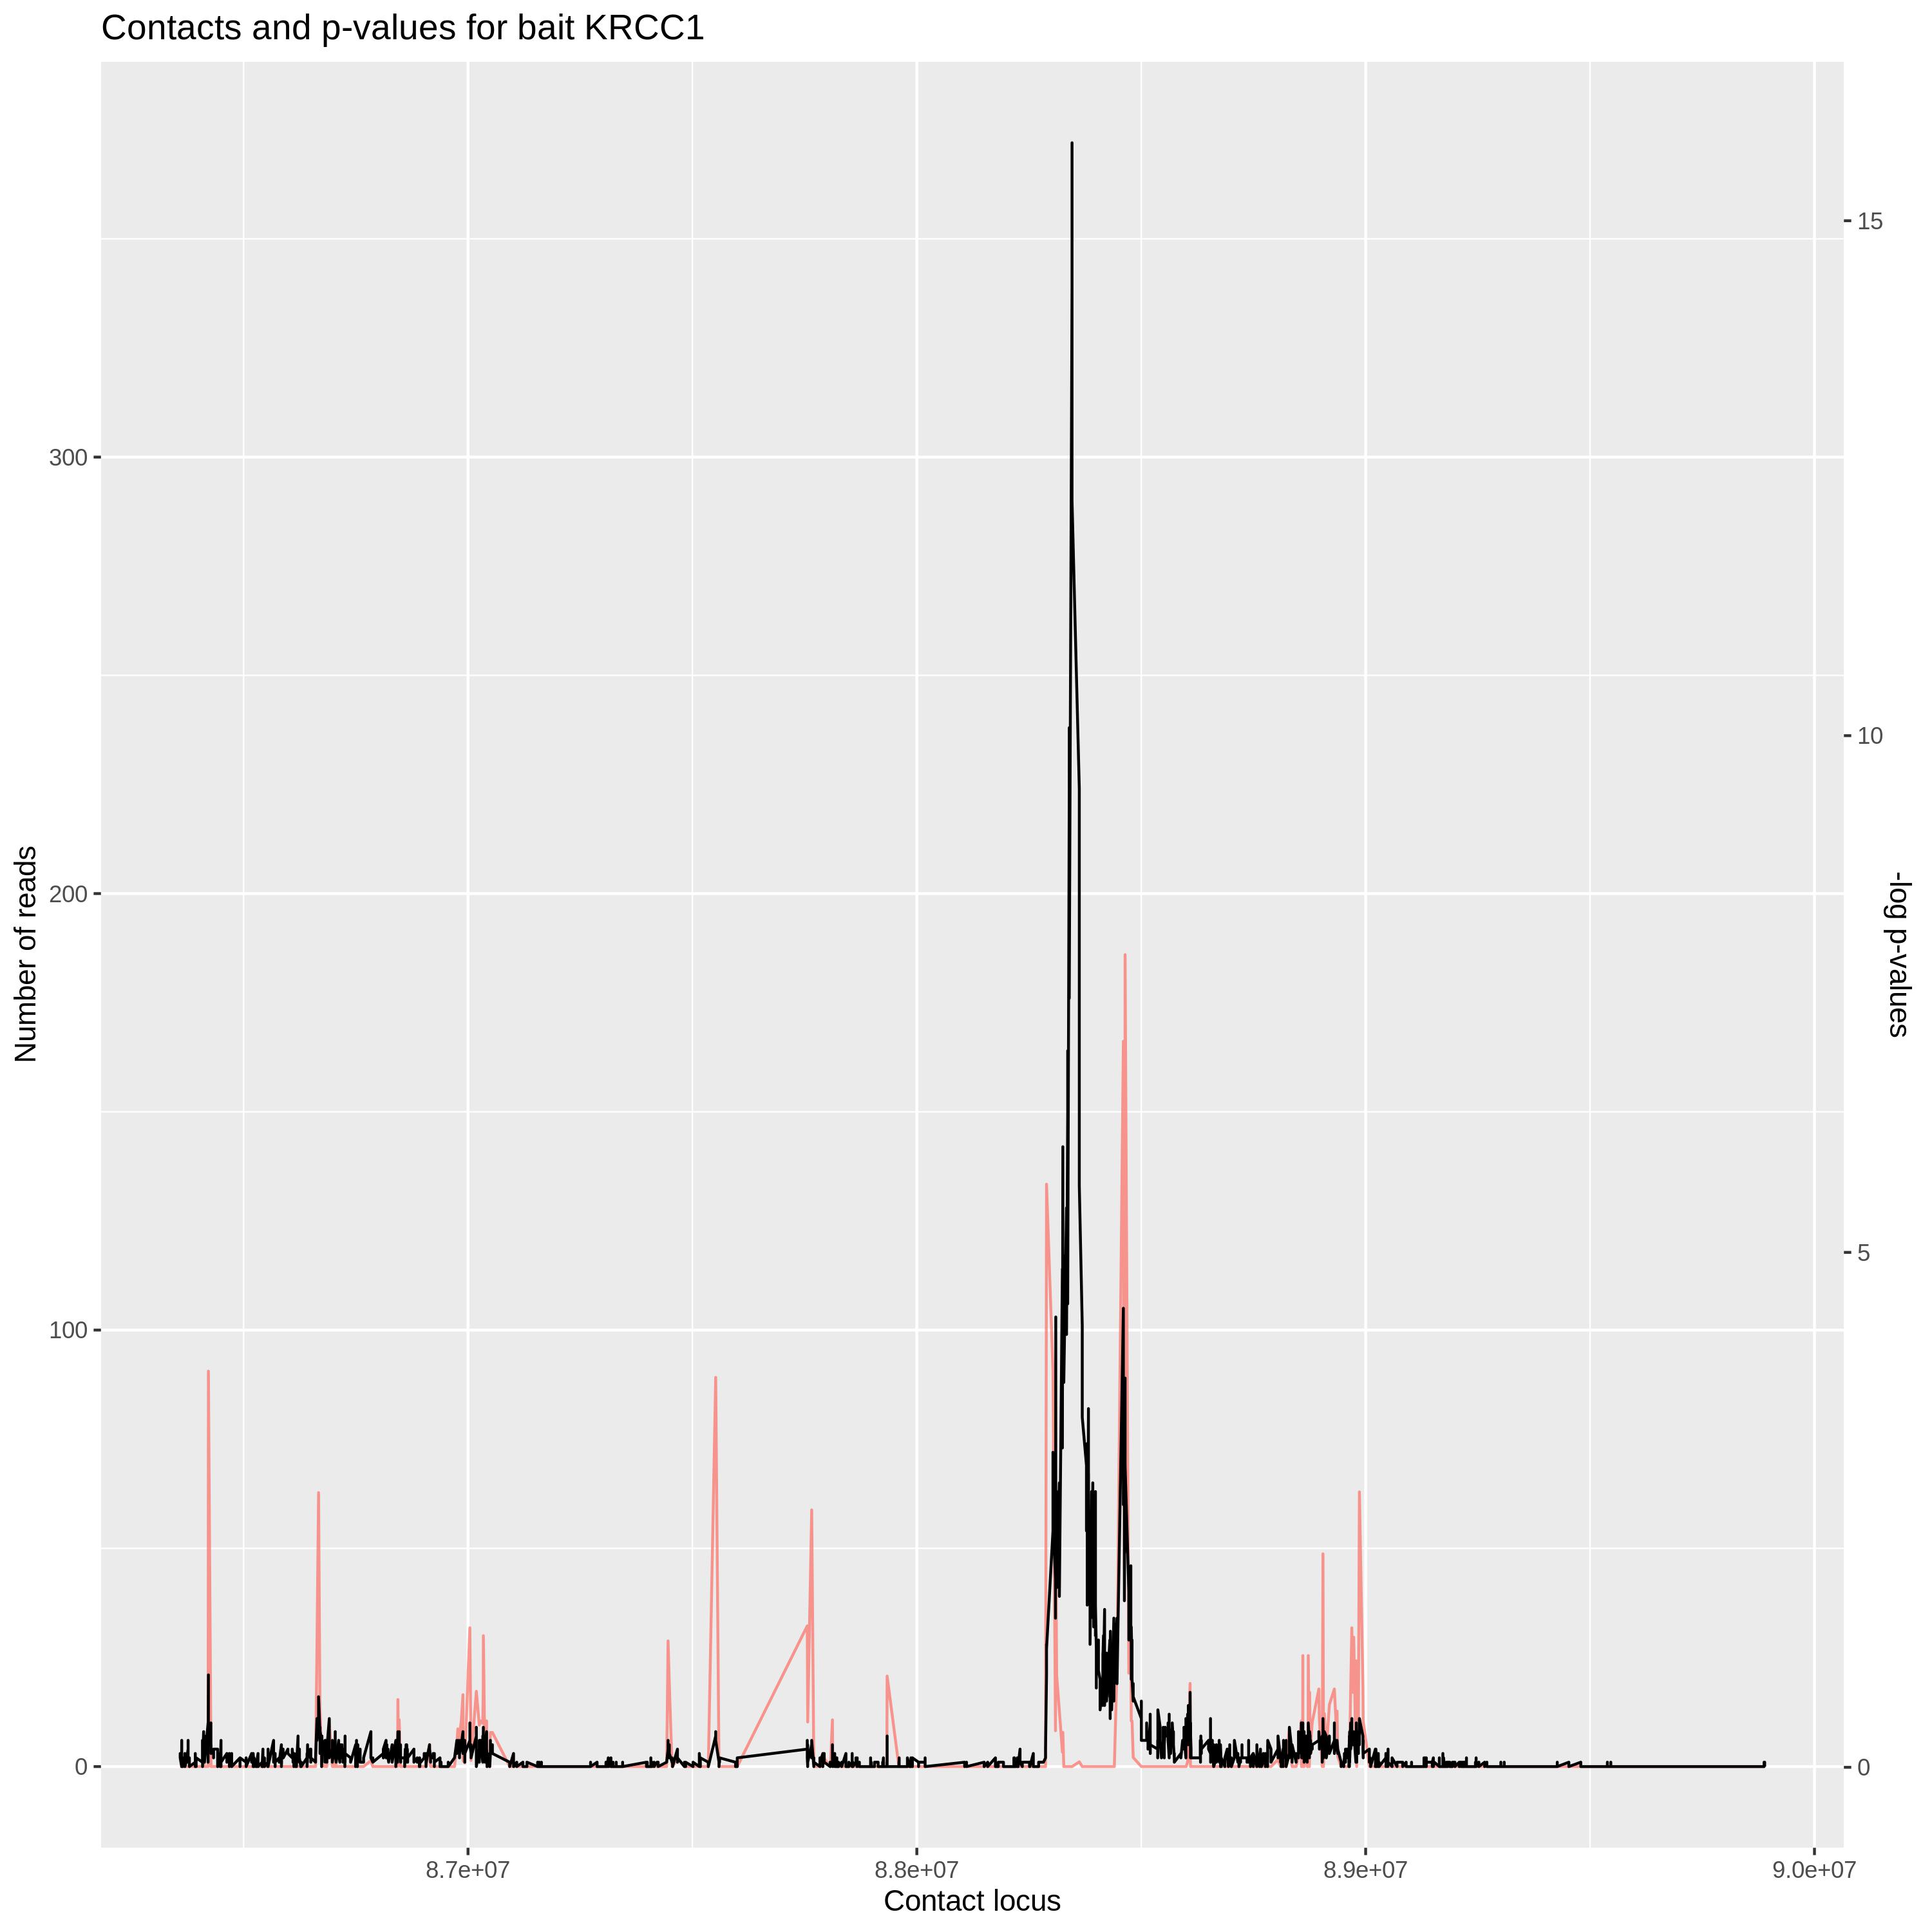 Contacts and p-values for bait KRCC1
Number of reads
300
200
100
0
15
10
5
0
-log p-values
8.7e+07
8.8e+07
8.9e+07
9.0e+07
Contact locus